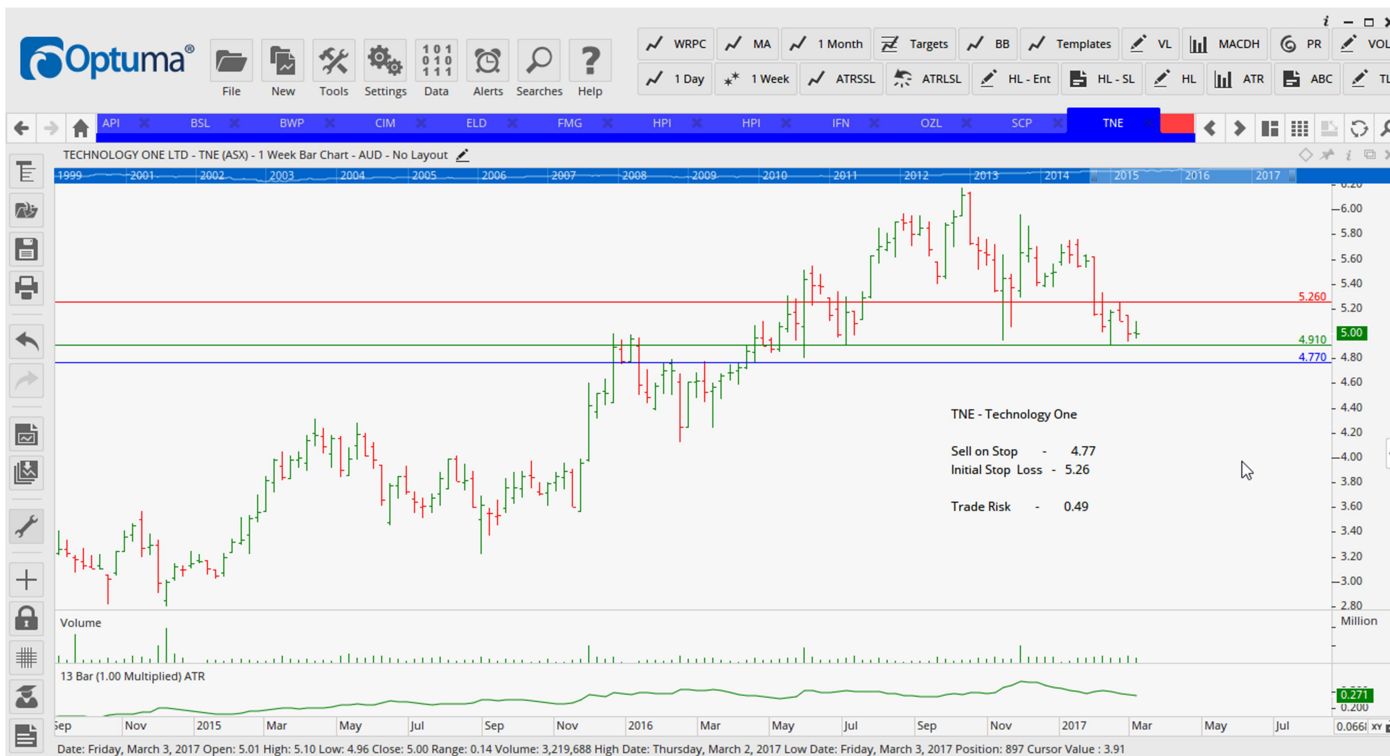 Optuma®
File New Tools Settings Data Alerts Searches Help
WRPC MA 1 Month Targets BB Templates VL MACDH PR VOL
1 Day 1 Week ATRSSL ATRLSL HL - Ent HL - SL HL ATR ABC TL
API BSL BWP CIM ELD FMG HPI HPI IFN OZL SCP TNE
TECHNOLOGY ONE LTD - TNE (ASX) - 1 Week Bar Chart - AUD - No Layout
1999 2001 2002 2003 2004 2005 2006 2007 2008 2009 2010 2011 2012 2013 2014 2015 2016 2017
6.20
6.00
5.80
5.60
5.40
5.260
5.20
5.00
4.910
4.80
4.770
4.60
4.40
4.20
4.00
3.80
3.60
3.40
3.20
3.00
2.80
TNE - Technology One
Sell on Stop - 4.77
Initial Stop Loss - 5.26
Trade Risk - 0.49
Volume
Million
13 Bar (1.00 Multiplied) ATR
0.271
0.200
Sep Nov 2015 Mar May Jul Sep Nov 2016 Mar May Jul Sep Nov 2017 Mar May Jul
XY
Date: Friday, March 3, 2017 Open: 5.01 High: 5.10 Low: 4.96 Close: 5.00 Range: 0.14 Volume: 3,219,688 High Date: Thursday, March 2, 2017 Low Date: Friday, March 3, 2017 Position: 897 Cursor Value : 3.91